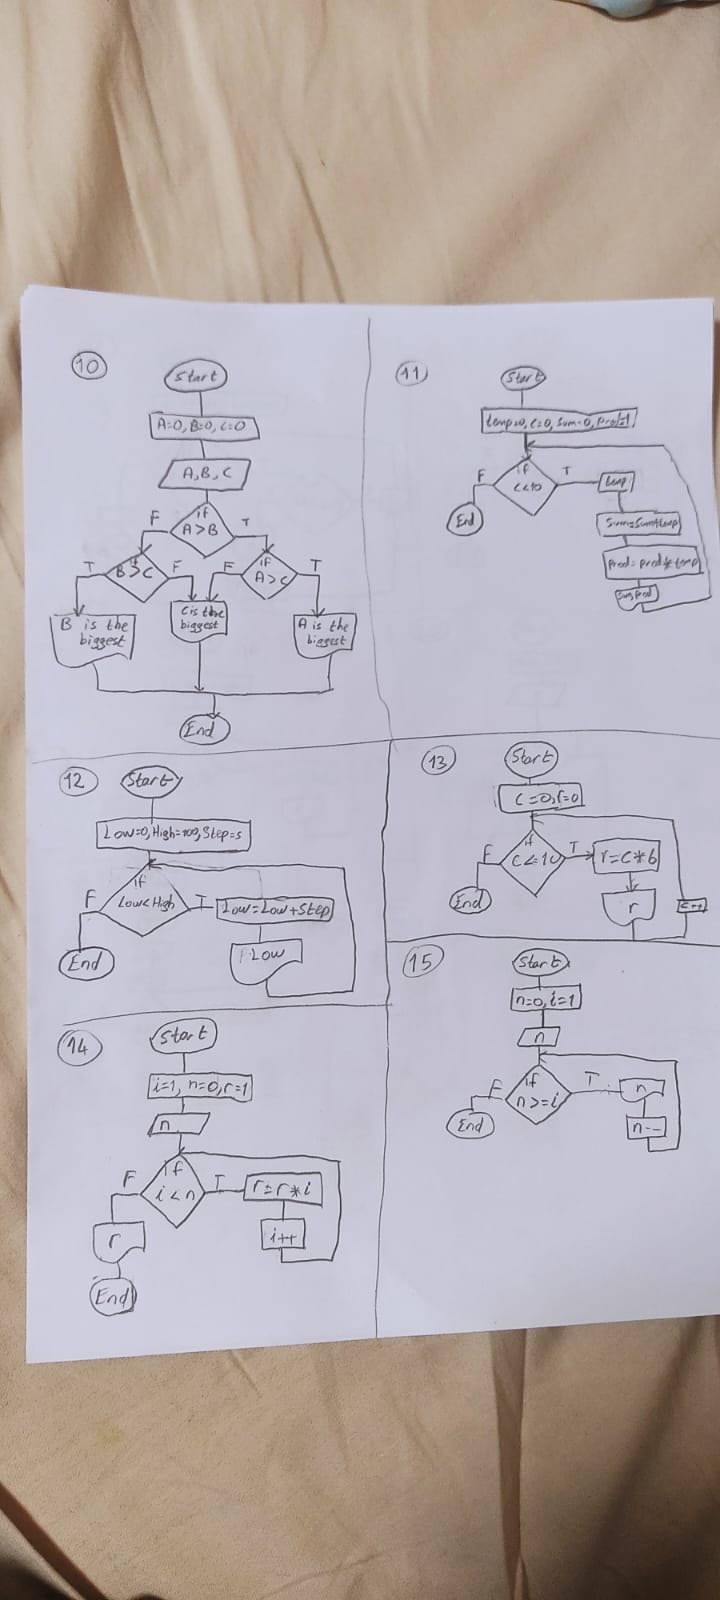 10
Start
A=0, B=0, C=0
A, B, C
if
A>B
F
T
if
B>C
T
F
if
A>C
F
T
B is the
biggest
C is the
biggest
A is the
biggest
End
11
Start
temp=0, C=0, Sum=0, Prod=1
if
F
T
temp
End
Sum=Sum+temp
Prod=Prod*temp
Sum, Prod
12
Start
Low=0, High=100, Step=5
if
Low<High
F
T
Low=Low+Step
Low
End
13
Start
C=0, r=0
if
C<=10
F
T
r=C*6
r
C++
End
14
Start
i=1, n=0, r=1
n
if
i<n
F
T
r=r*i
i++
r
End
15
Start
n=0, i=1
n
if
n>=i
F
T
n
n--
End